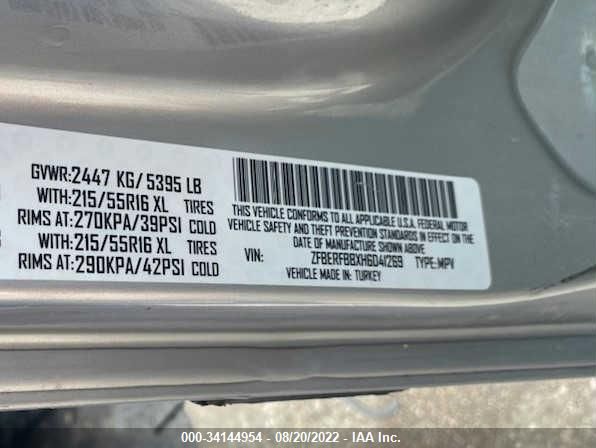 GVWR:2447 KG/ 5395 LB
WITH:215/55R16 XL TIRES
RIMS AT:270KPA/39PSI COLD
WITH:215/55R16 XL TIRES
RIMS AT:290KPA/42PSI COLD
THIS VEHICLE CONFORMS TO ALL APPLICABLE U.S.A. FEDERAL MOTOR
VEHICLE SAFETY AND THEFT PREVENTION STANDARDS IN EFFECT ON THE
DATE OF MANUFACTURE SHOWN ABOVE.
VIN: ZFBERFBBXH6D41269 TYPE:MPV
VEHICLE MADE IN: TURKEY
000-34144954 - 08/20/2022 - IAA Inc.